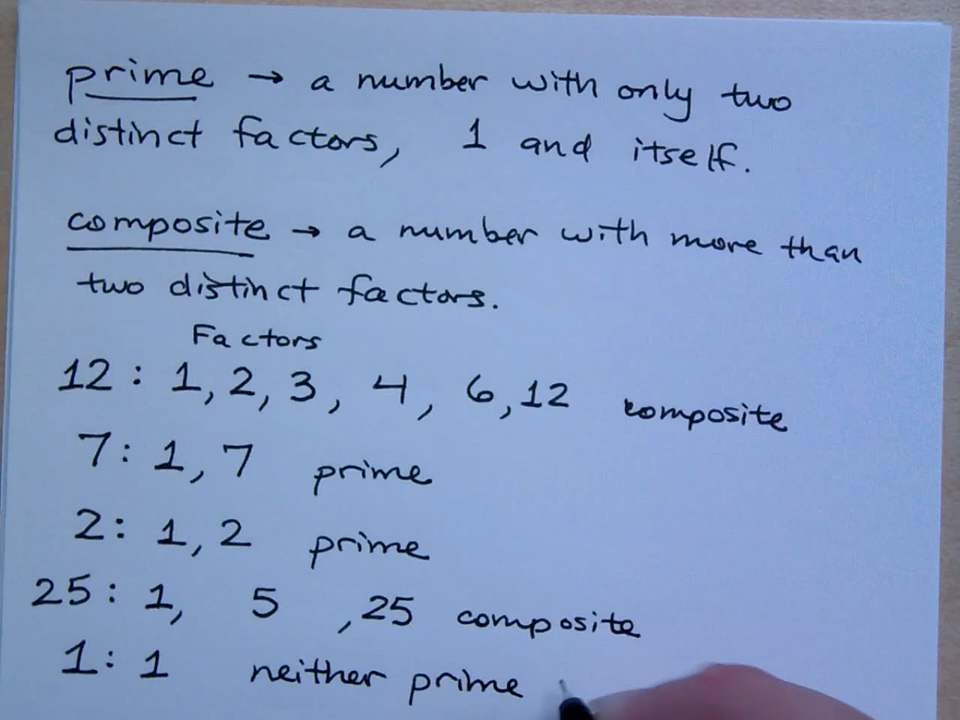 prime → a number with only two
distinct factors, 1 and itself.
composite → a number with more than
two distinct factors.
Factors
12: 1, 2, 3, 4, 6, 12 composite
7: 1, 7 prime
2: 1, 2 prime
25: 1, 5 , 25 composite
1: 1 neither prime